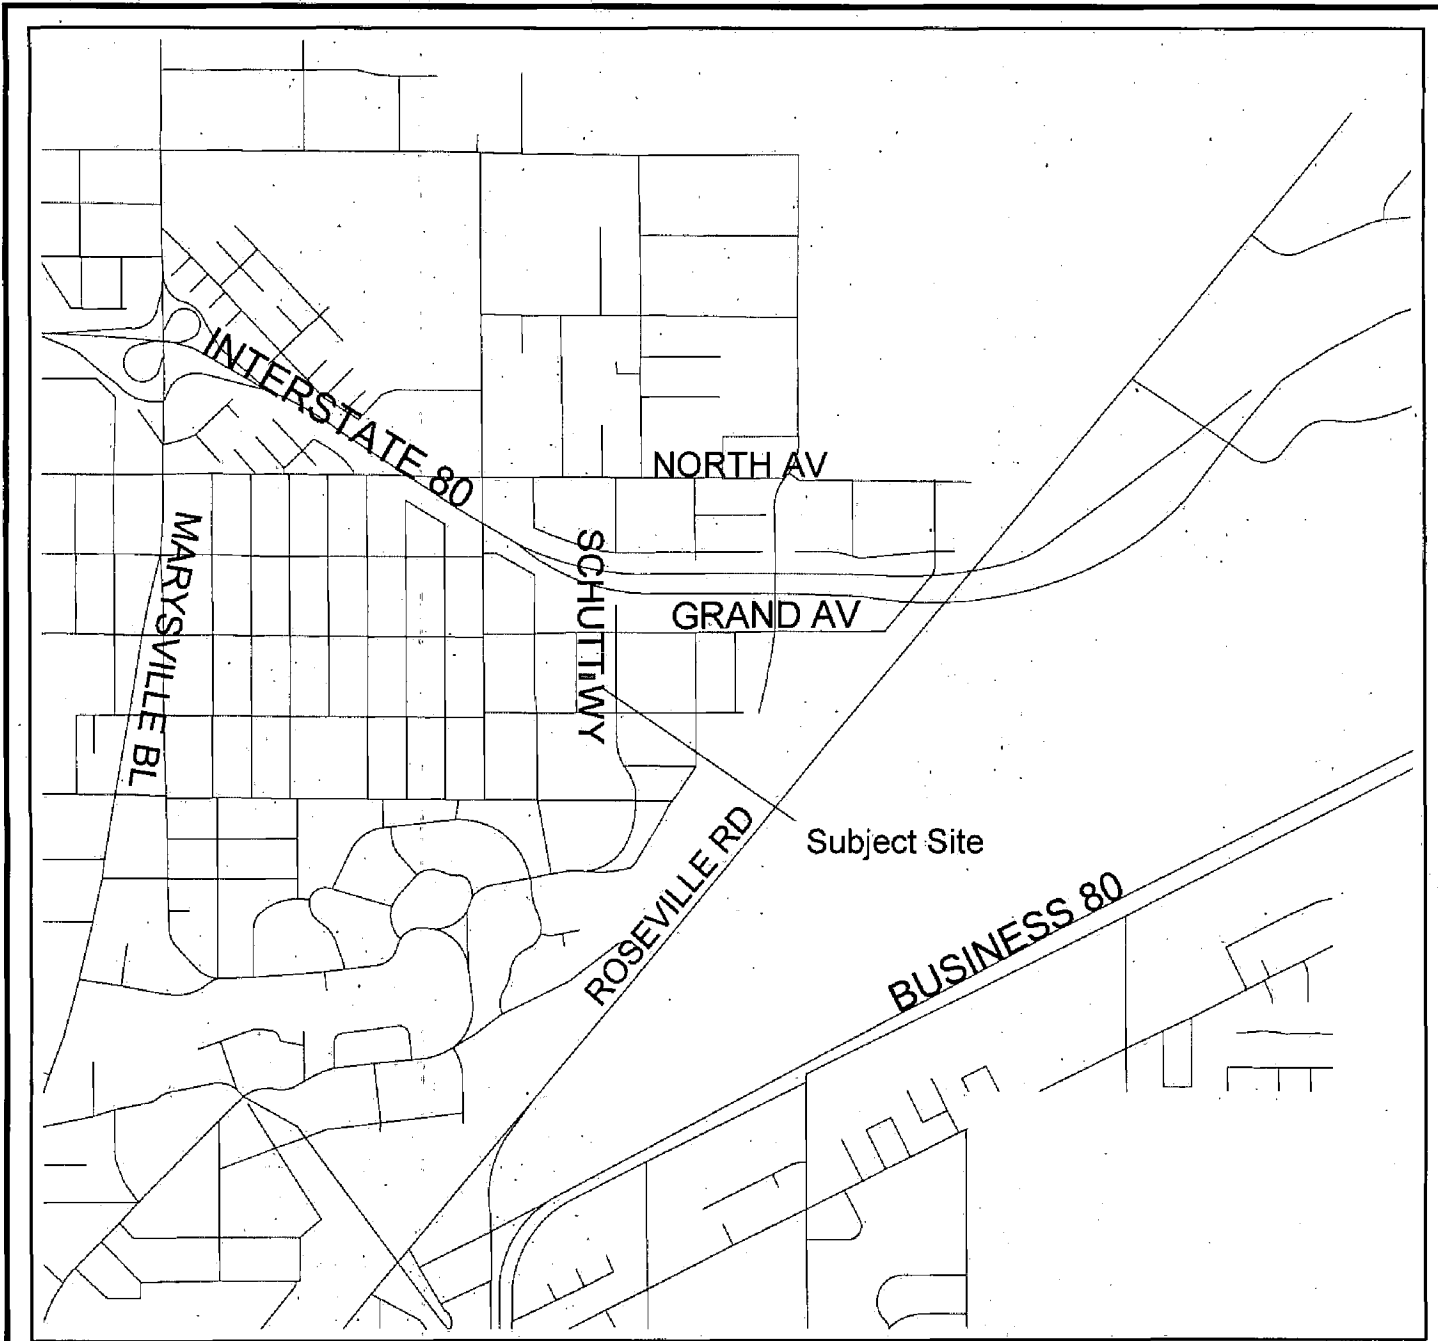 INTERSTATE 80
NORTH AV
MARYSVILLE BL
SCHUTT WY
GRAND AV
Subject Site
ROSEVILLE RD
BUSINESS 80